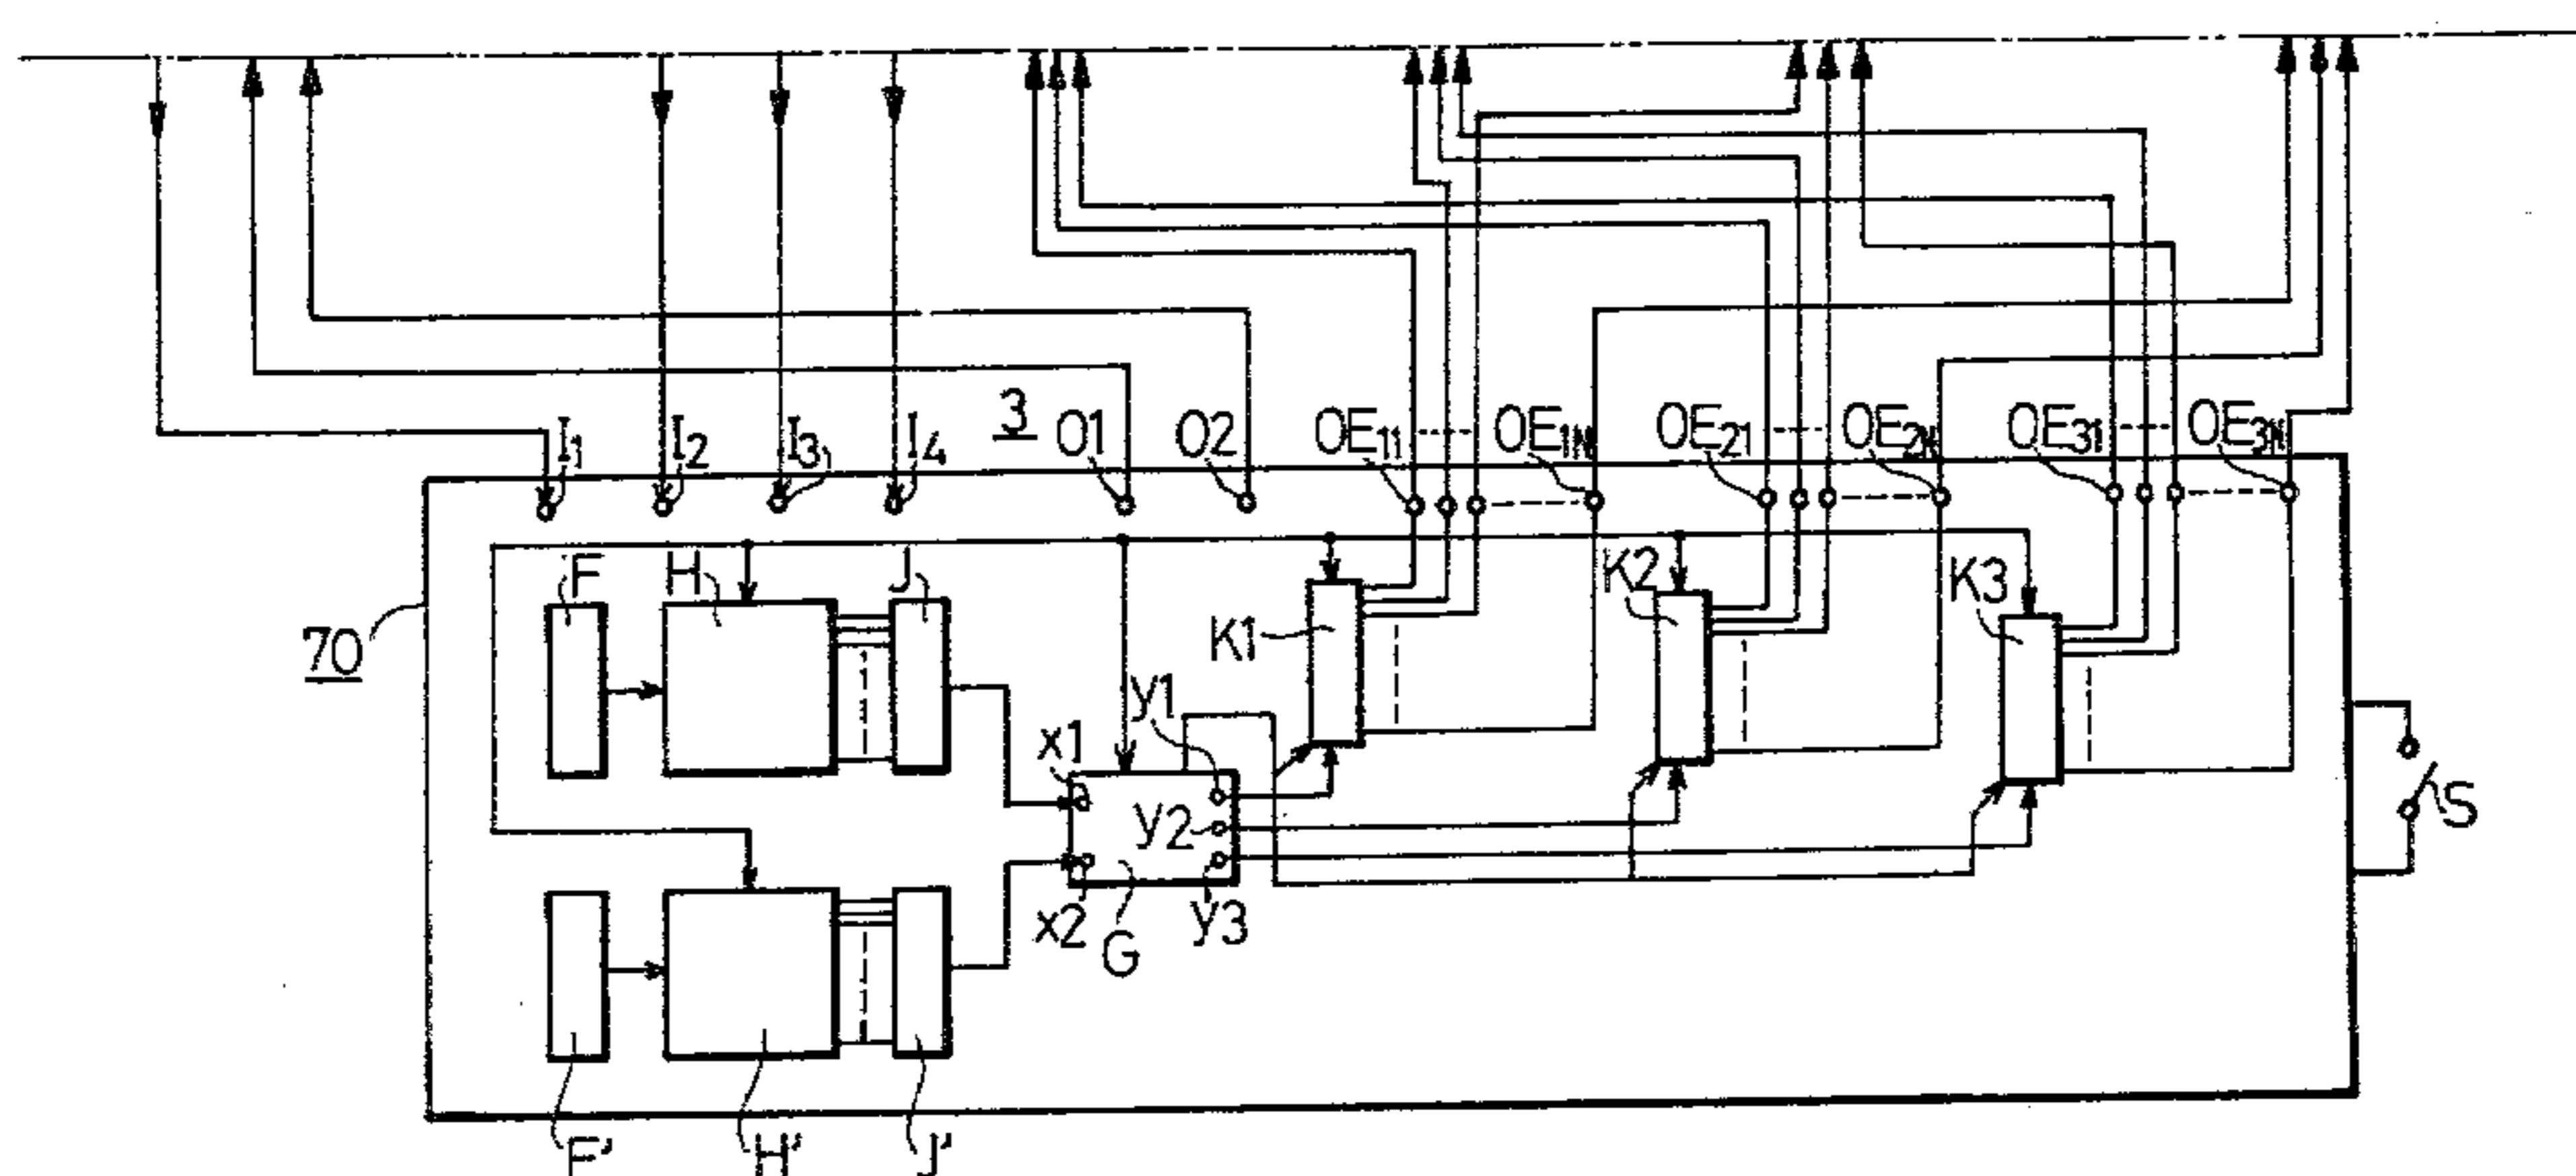 3
I1 I2 I3 I4 O1 O2 OE11 OE1N OE21 OE2N OE31 OE3N
F H J K2 K3
70 K1
x1 y1
y2 S
x2 G y3
F' H' J'